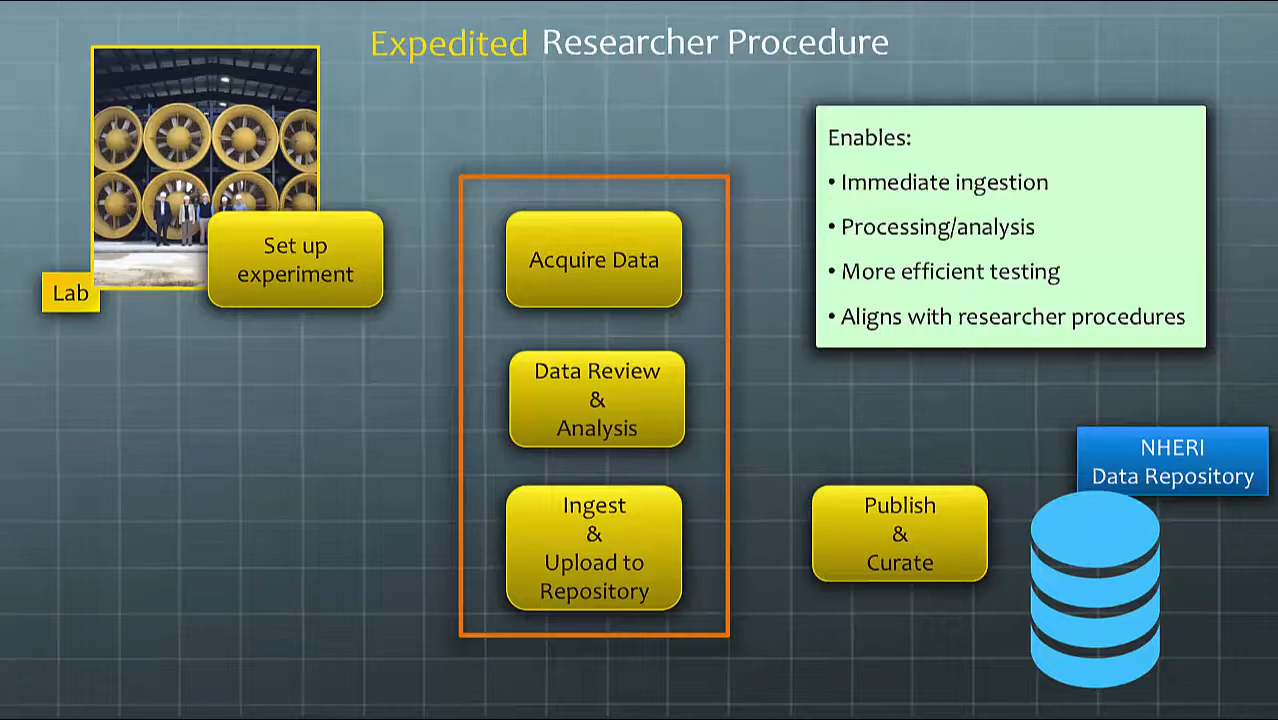 Expedited Researcher Procedure
Lab
Set up
experiment
Acquire Data
Data Review
&
Analysis
Ingest
&
Upload to
Repository
Enables:
• Immediate ingestion
• Processing/analysis
• More efficient testing
• Aligns with researcher procedures
Publish
&
Curate
NHERI
Data Repository